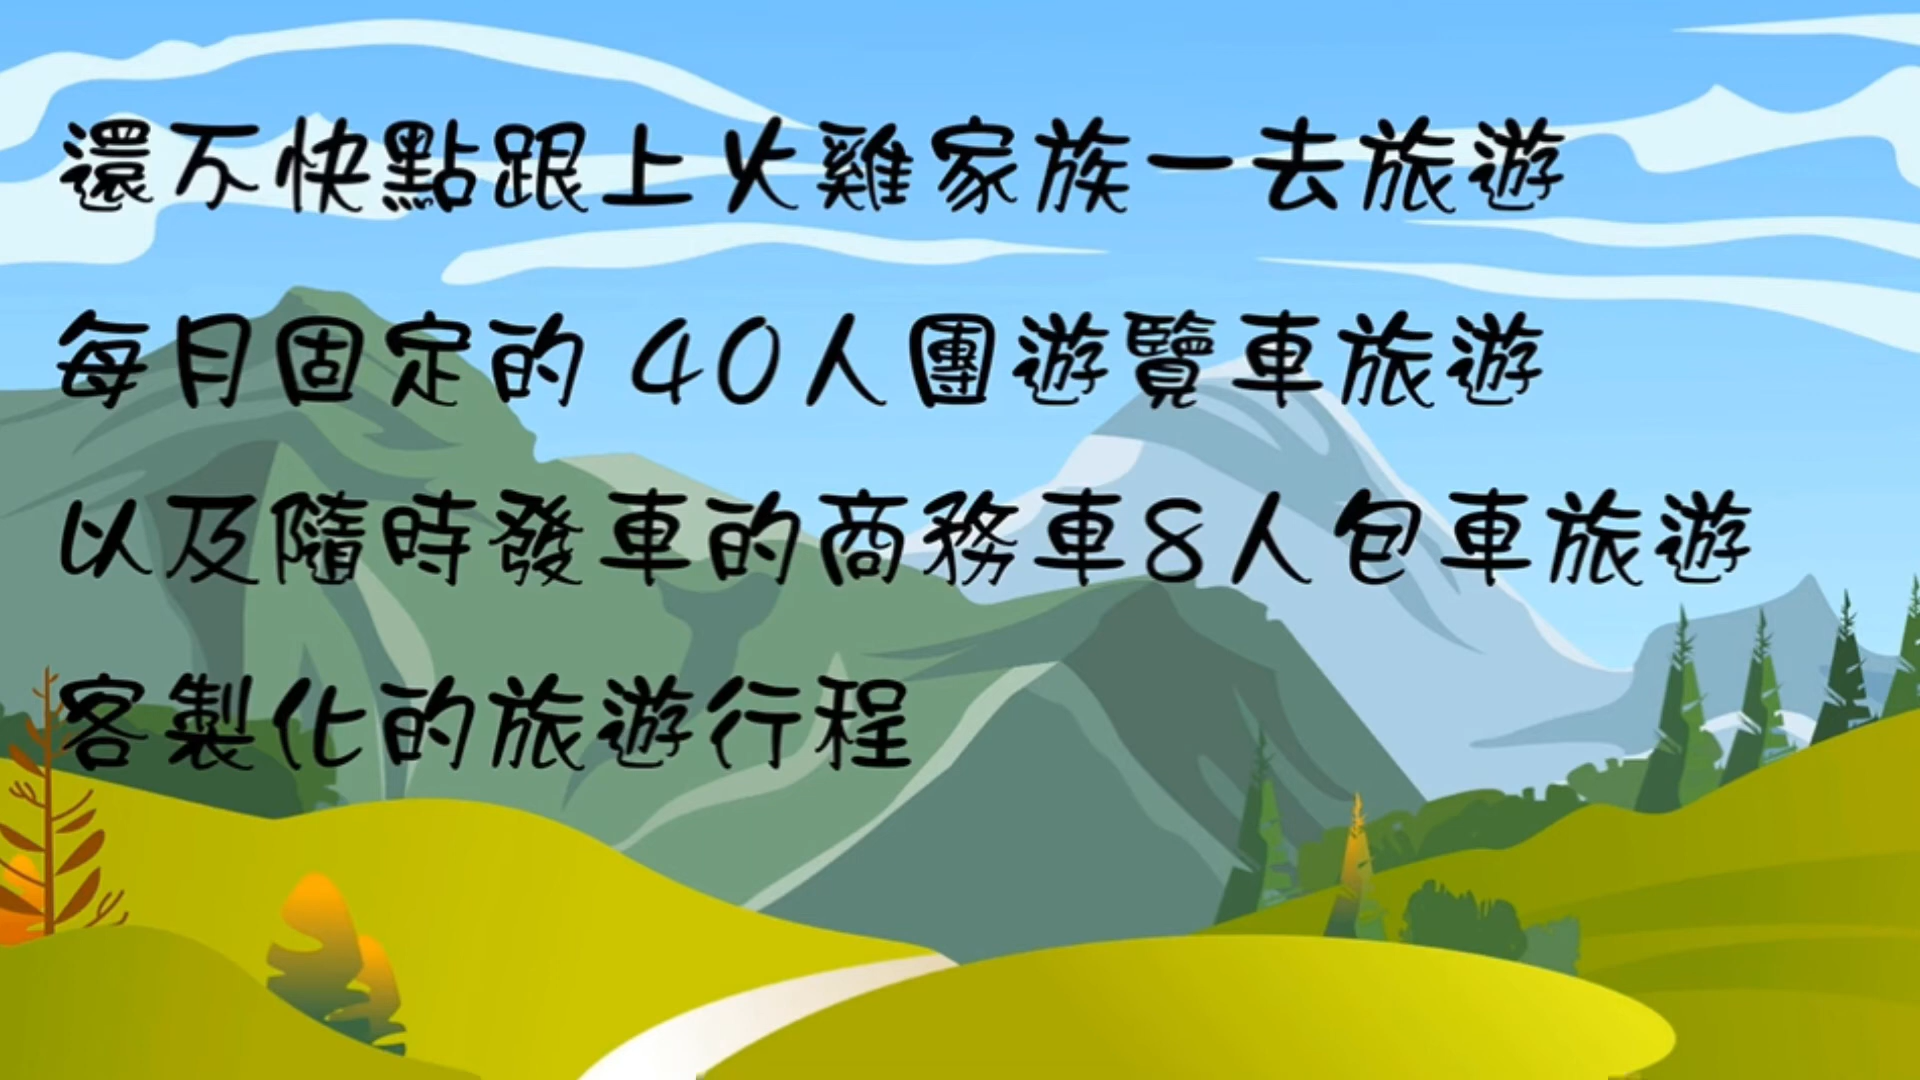 還不快點跟上火雞家族一去旅遊
每月固定的 40人團遊覽車旅遊
以及隨時發車的商務車8人包車旅遊
客製化的旅遊行程